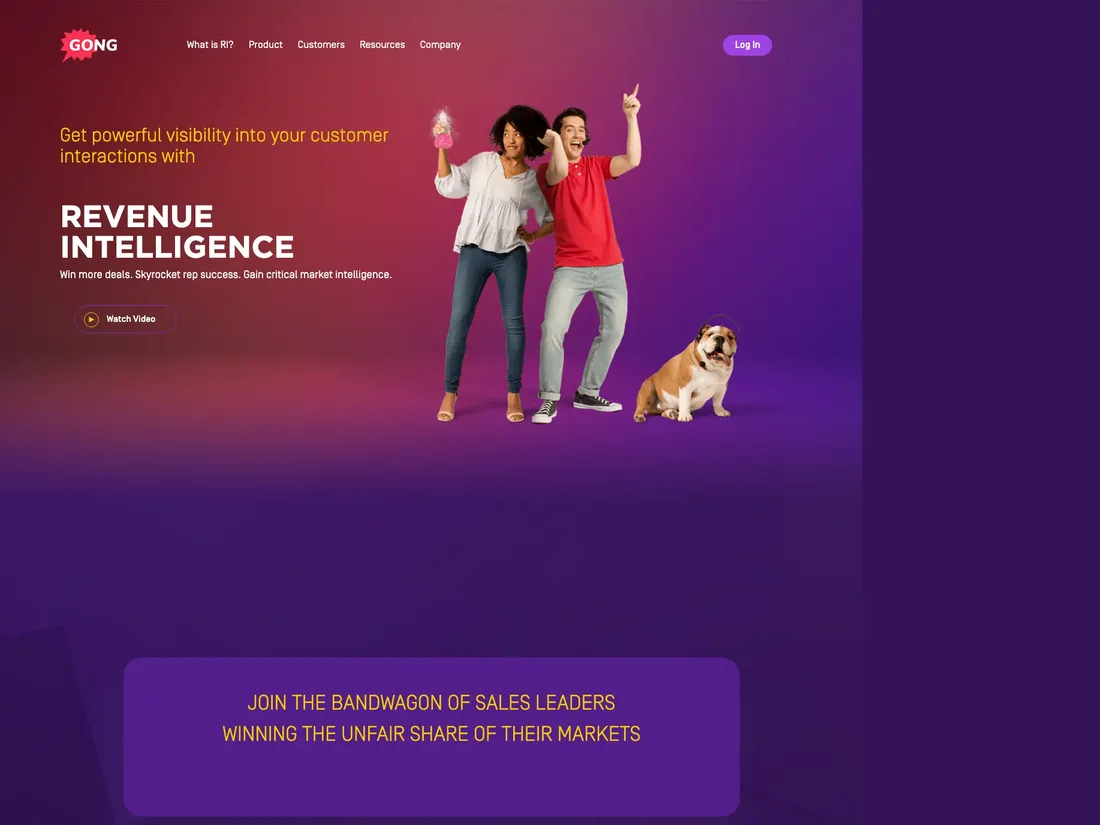 GONG
What is RI? Product Customers Resources Company
Log In
Get powerful visibility into your customer
interactions with
REVENUE
INTELLIGENCE
Win more deals. Skyrocket rep success. Gain critical market intelligence.
Watch Video
JOIN THE BANDWAGON OF SALES LEADERS
WINNING THE UNFAIR SHARE OF THEIR MARKETS